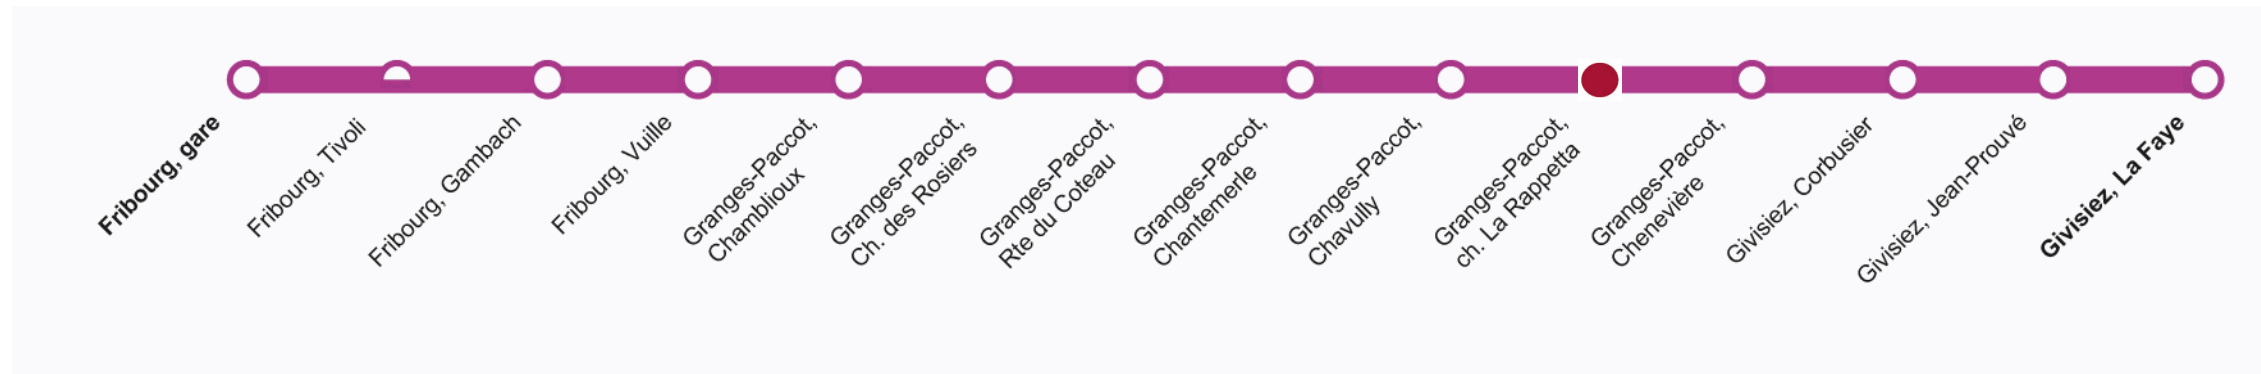 Fribourg, gare
Fribourg, Tivoli
Fribourg, Gambach
Fribourg, Vuille
Granges-Paccot,
Chamblioux
Granges-Paccot,
Ch. des Rosiers
Granges-Paccot,
Rte du Coteau
Granges-Paccot,
Chantemerle
Granges-Paccot,
Chavully
Granges-Paccot,
ch. La Rappetta
Granges-Paccot,
Chenevière
Givisiez, Corbusier
Givisiez, Jean-Prouvé
Givisiez, La Faye